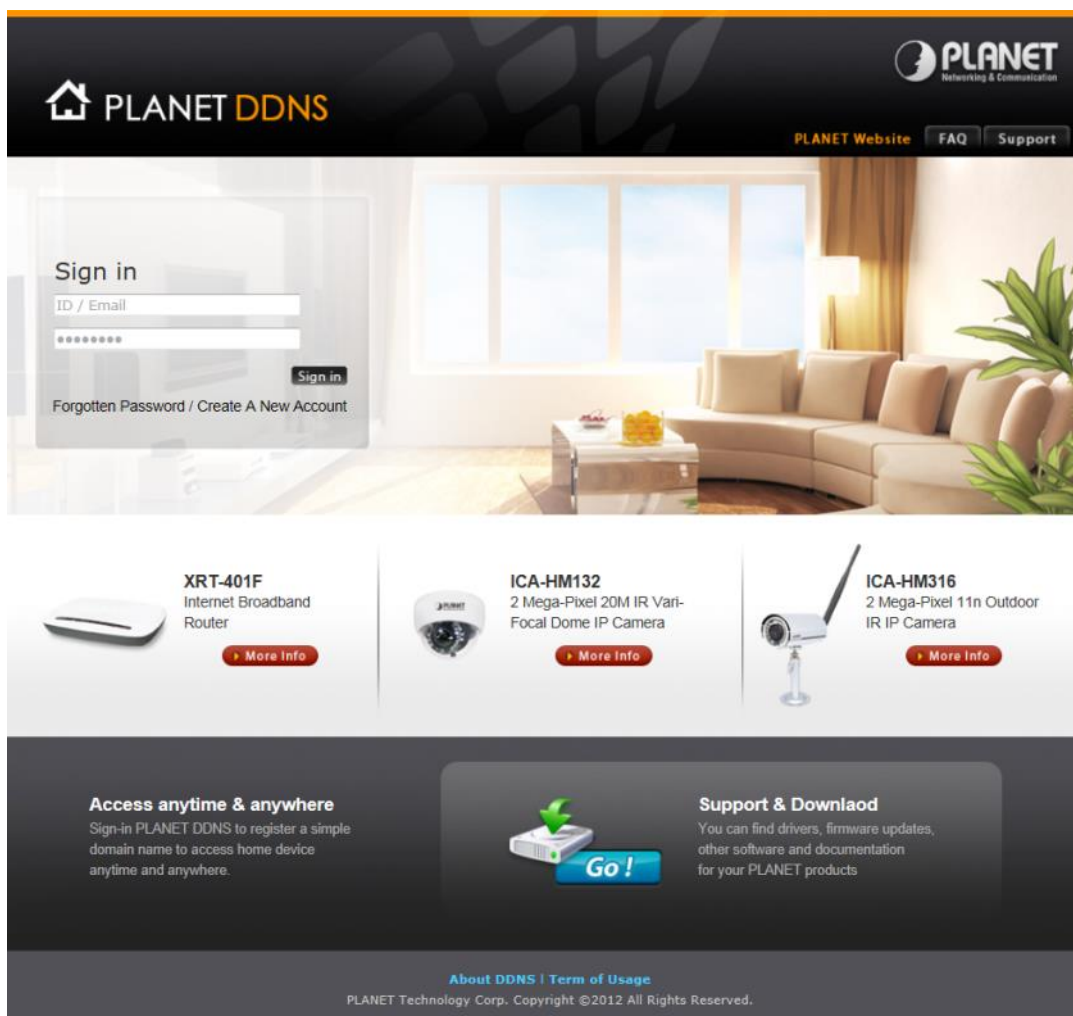 PLANET
Networking & Communication
PLANET DDNS
PLANET Website FAQ Support
Sign in
ID / Email
Sign in
Forgotten Password / Create A New Account
XRT-401F
Internet Broadband
Router
More Info
PLANET
ICA-HM132
2 Mega-Pixel 20M IR Vari-
Focal Dome IP Camera
More Info
ICA-HM316
2 Mega-Pixel 11n Outdoor
IR IP Camera
More Info
Access anytime & anywhere
Sign-in PLANET DDNS to register a simple
domain name to access home device
anytime and anywhere.
Go!
Support & Downlaod
You can find drivers, firmware updates,
other software and documentation
for your PLANET products
About DDNS | Term of Usage
PLANET Technology Corp. Copyright ©2012 All Rights Reserved.